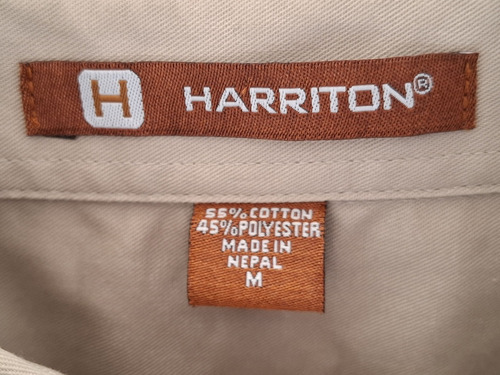 H HARRITON®
55% COTTON
45% POLYESTER
MADE IN
NEPAL
M